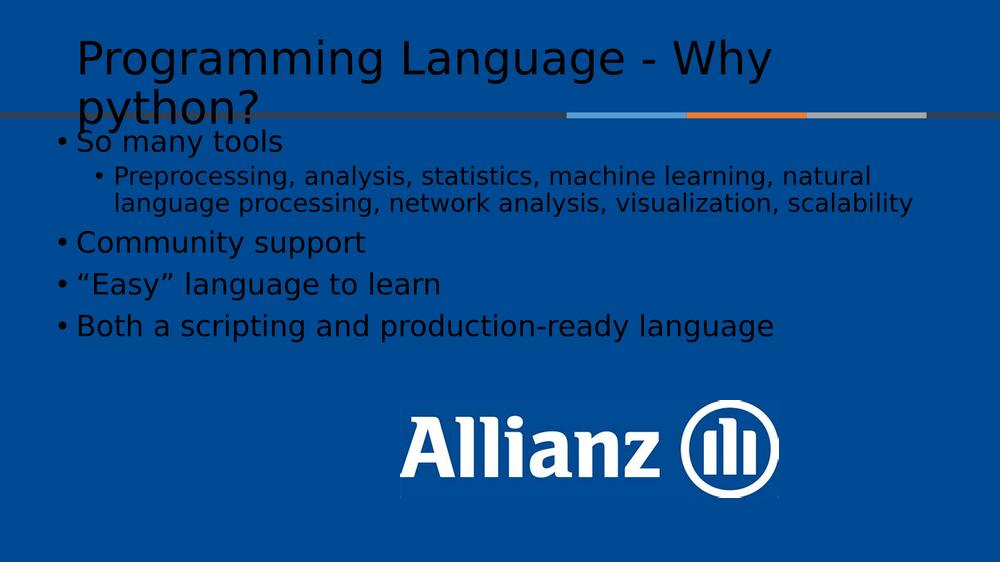 Programming Language - Why
python?
• So many tools
• Preprocessing, analysis, statistics, machine learning, natural
language processing, network analysis, visualization, scalability
• Community support
• “Easy” language to learn
• Both a scripting and production-ready language
Allianz